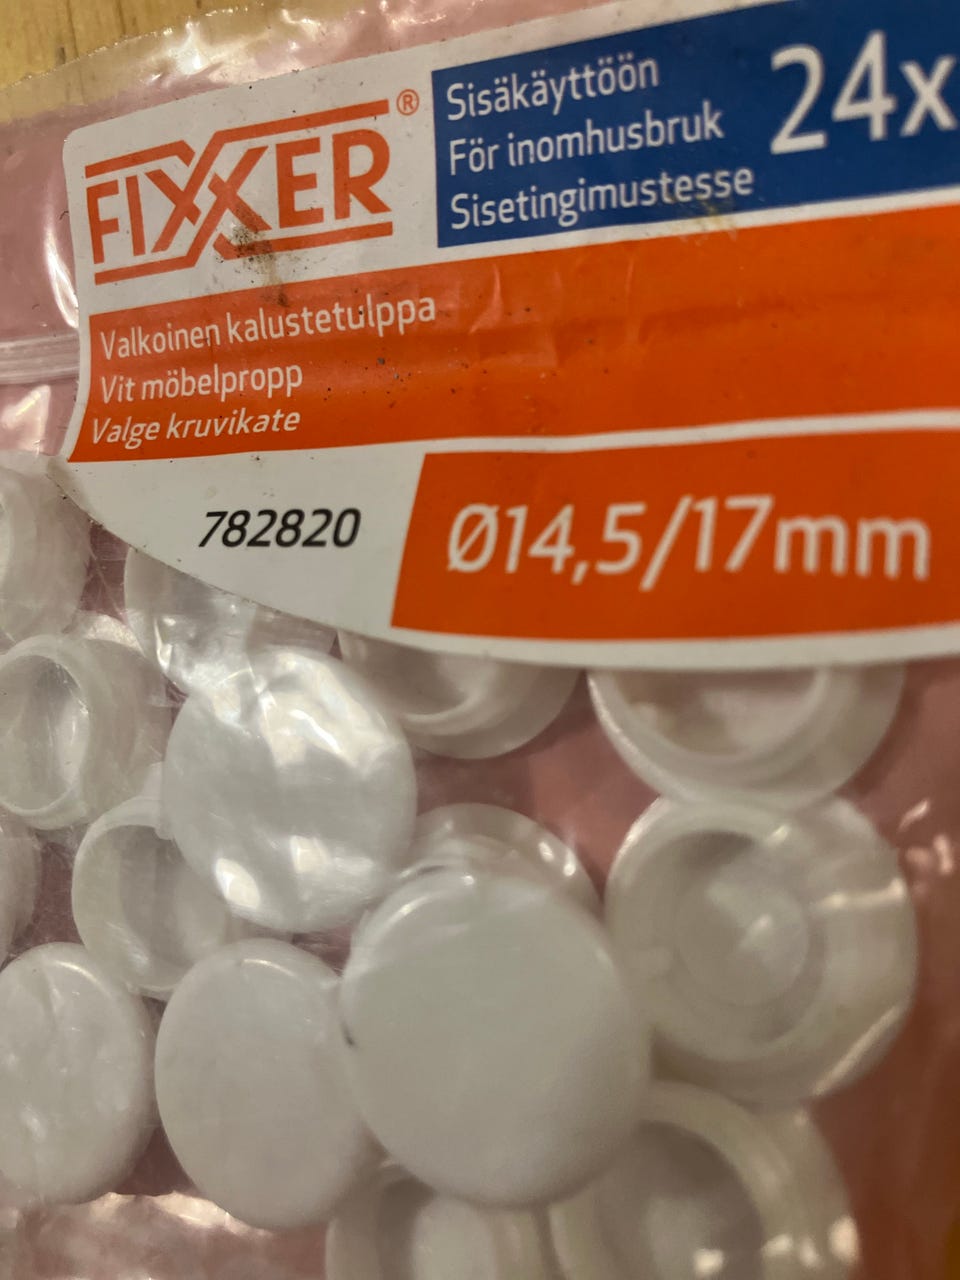 FIXXER®
Sisäkäyttöön
För inomhusbruk
Sisetingimustesse
24x
Valkoinen kalustetulppa
Vit möbelpropp
Valge kruvikate
782820
Ø14,5/17mm